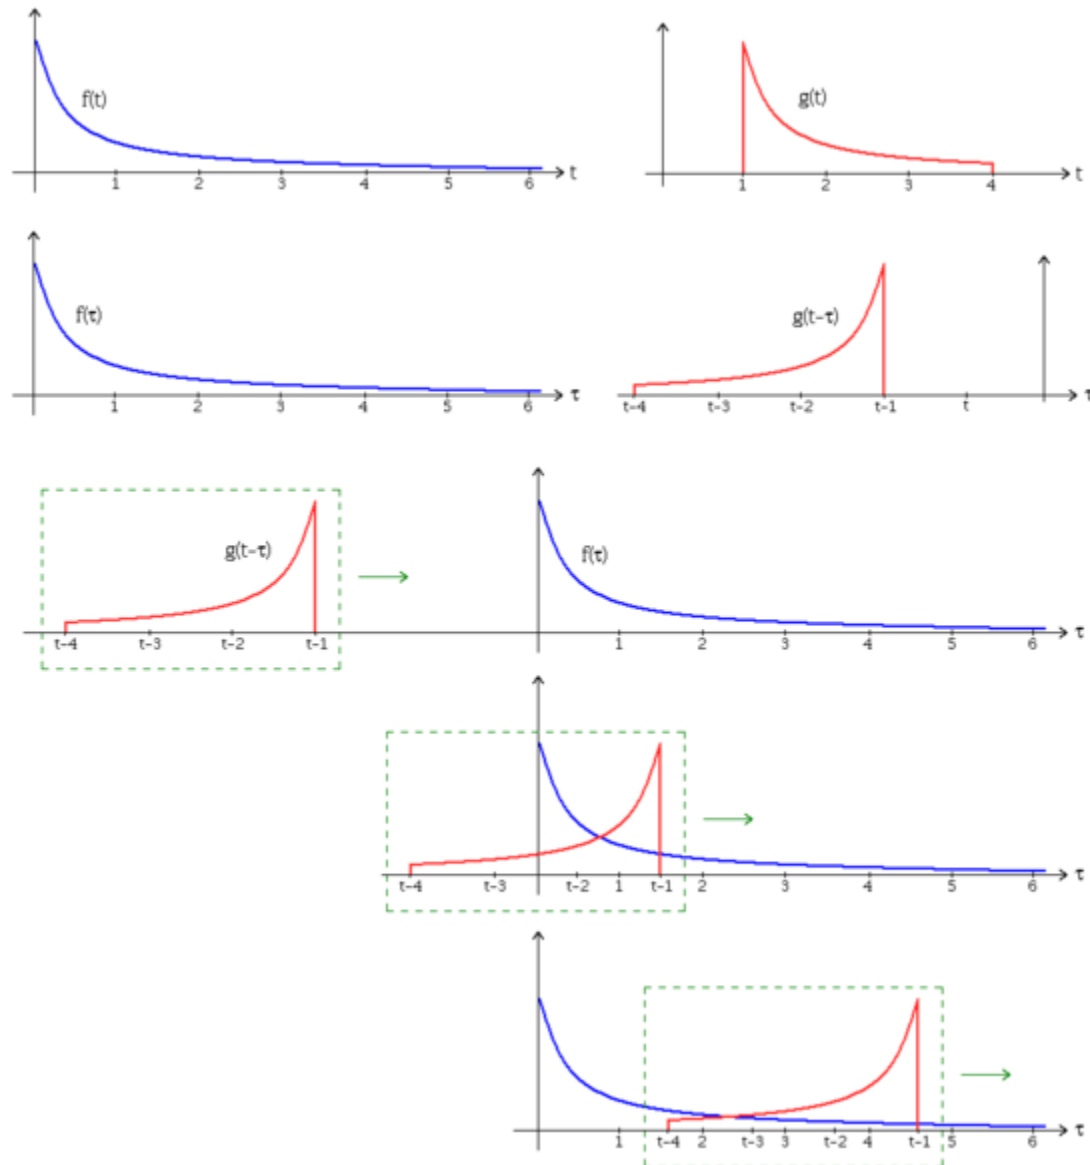 f(t)
1 2 3 4 5 6 t
g(t)
1 2 3 4 t
f(τ)
1 2 3 4 5 6 τ
g(t-τ)
t-4 t-3 t-2 t-1 t τ
g(t-τ) f(τ)
t-4 t-3 t-2 t-1 1 2 3 4 5 6 τ
t-4 t-3 t-2 1 t-1 2 3 4 5 6 τ
1 t-4 2 t-3 3 t-2 4 t-1 5 6 τ